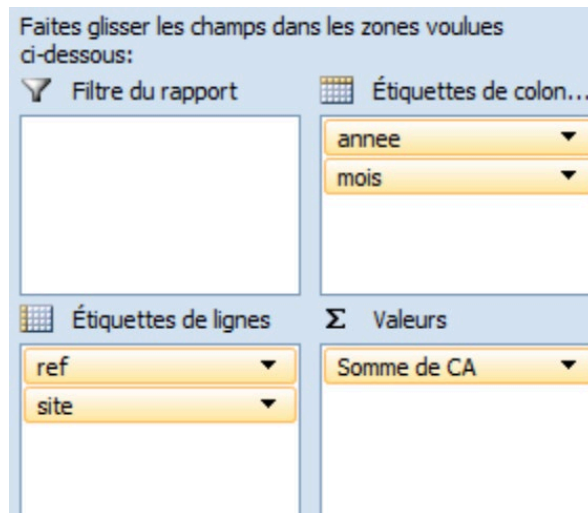 Faites glisser les champs dans les zones voulues
ci-dessous:
Filtre du rapport
Étiquettes de colon...
annee
mois
Étiquettes de lignes
Σ Valeurs
ref
site
Somme de CA